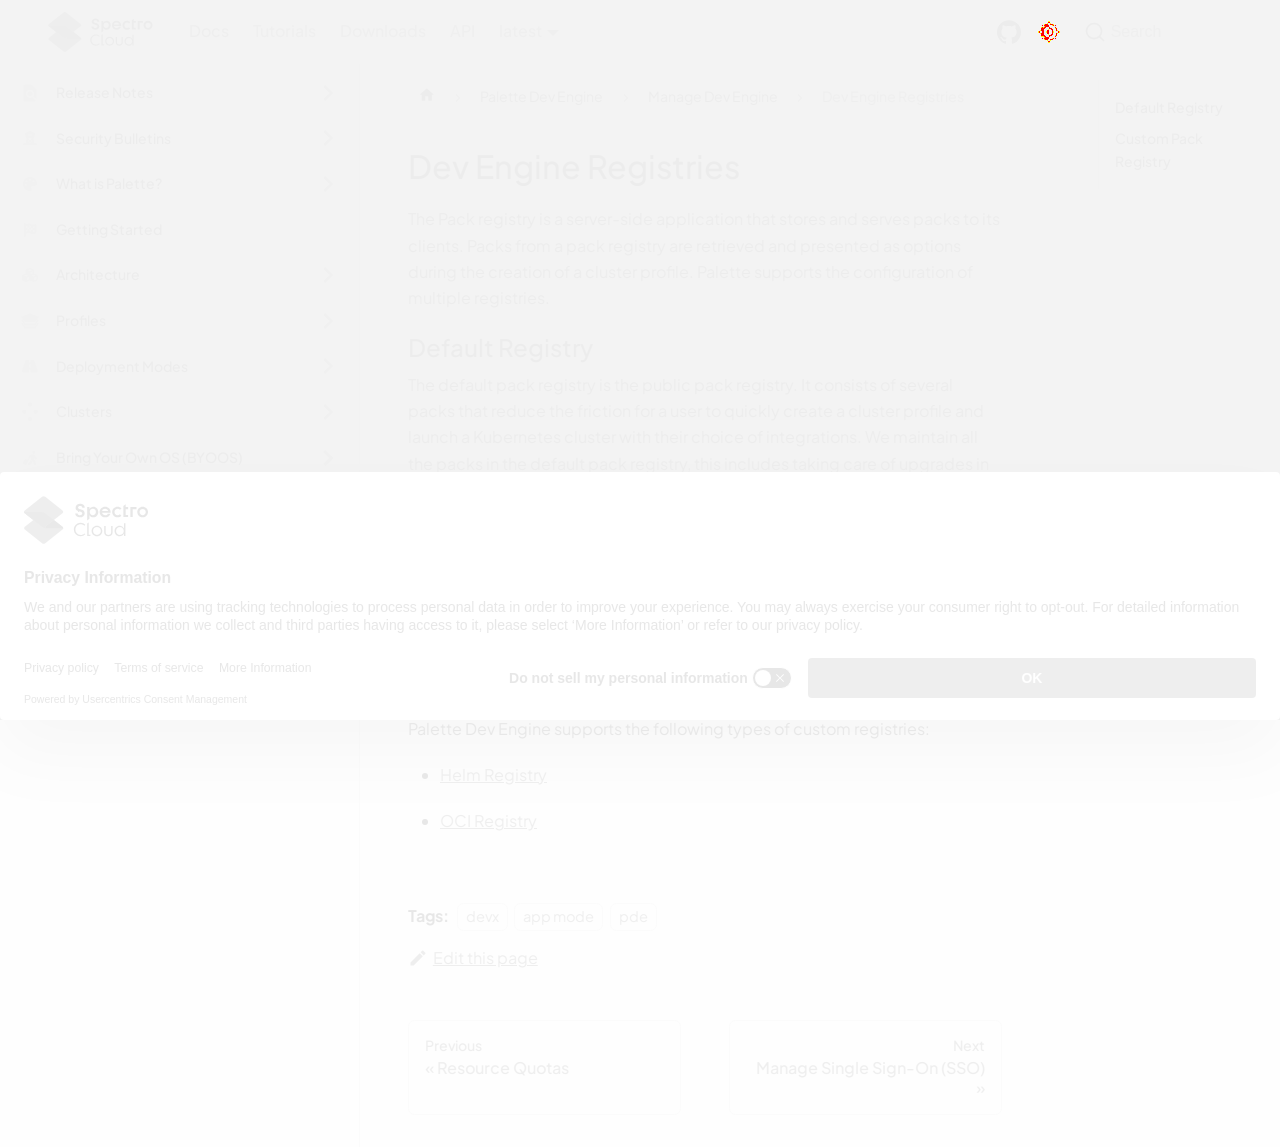 Spectro
Cloud
Docs Tutorials Downloads API latest
Search
Release Notes
Security Bulletins
What is Palette?
Getting Started
Architecture
Profiles
Deployment Modes
Clusters
Bring Your Own OS (BYOOS)
Palette Dev Engine Manage Dev Engine Dev Engine Registries
Dev Engine Registries
The Pack registry is a server-side application that stores and serves packs to its
clients. Packs from a pack registry are retrieved and presented as options
during the creation of a cluster profile. Palette supports the configuration of
multiple registries.
Default Registry
The default pack registry is the public pack registry. It consists of several
packs that reduce the friction for a user to quickly create a cluster profile and
launch a Kubernetes cluster with their choice of integrations. We maintain all
the packs in the default pack registry, this includes taking care of upgrades in
Default Registry
Custom Pack
Registry
Spectro
Cloud
Privacy Information
We and our partners are using tracking technologies to process personal data in order to improve your experience. You may always exercise your consumer right to opt-out. For detailed information
about personal information we collect and third parties having access to it, please select 'More Information' or refer to our privacy policy.
Privacy policy Terms of service More Information
Powered by Usercentrics Consent Management
Do not sell my personal information
OK
Palette Dev Engine supports the following types of custom registries:
Helm Registry
OCI Registry
Tags: devx app mode pde
Edit this page
Previous
« Resource Quotas
Next
Manage Single Sign-On (SSO)
»